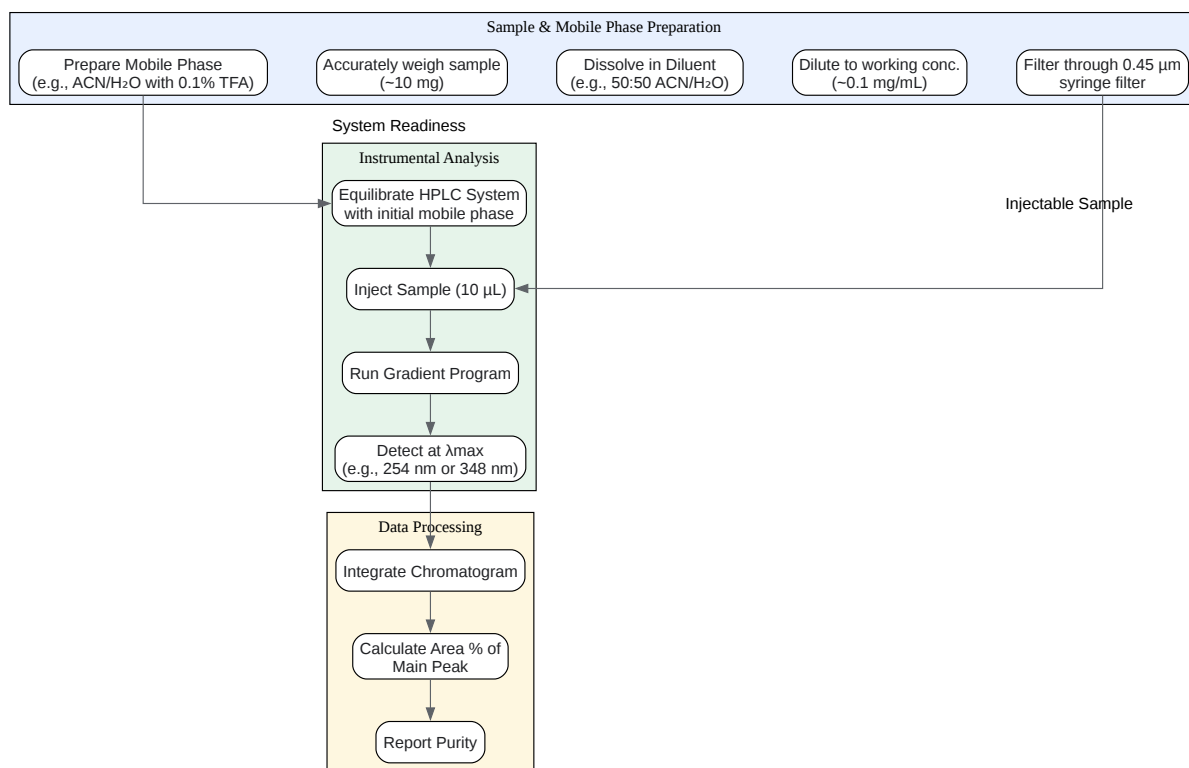 Sample & Mobile Phase Preparation
Prepare Mobile Phase
(e.g., ACN/H₂O with 0.1% TFA)
Accurately weigh sample
(~10 mg)
Dissolve in Diluent
(e.g., 50:50 ACN/H₂O)
Dilute to working conc.
(~0.1 mg/mL)
Filter through 0.45 µm
syringe filter
System Readiness
Instrumental Analysis
Equilibrate HPLC System
with initial mobile phase
Injectable Sample
Inject Sample (10 µL)
Run Gradient Program
Detect at λmax
(e.g., 254 nm or 348 nm)
Data Processing
Integrate Chromatogram
Calculate Area % of
Main Peak
Report Purity